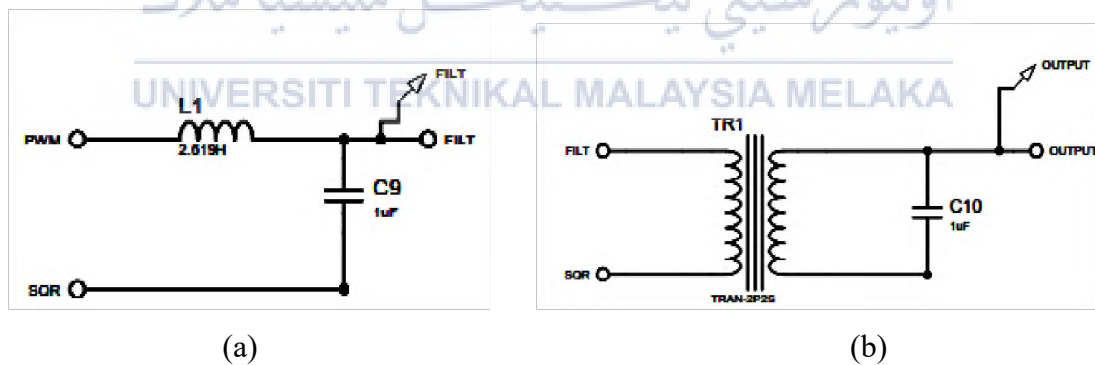 UNIVERSITI TEKNIKAL MALAYSIA MELAKA
FILT
L1
PWM
2.619H
FILT
C9
1uF
SQR
(a)
OUTPUT
TR1
FILT
OUTPUT
C10
1uF
SQR
TRAN-2P2S
(b)